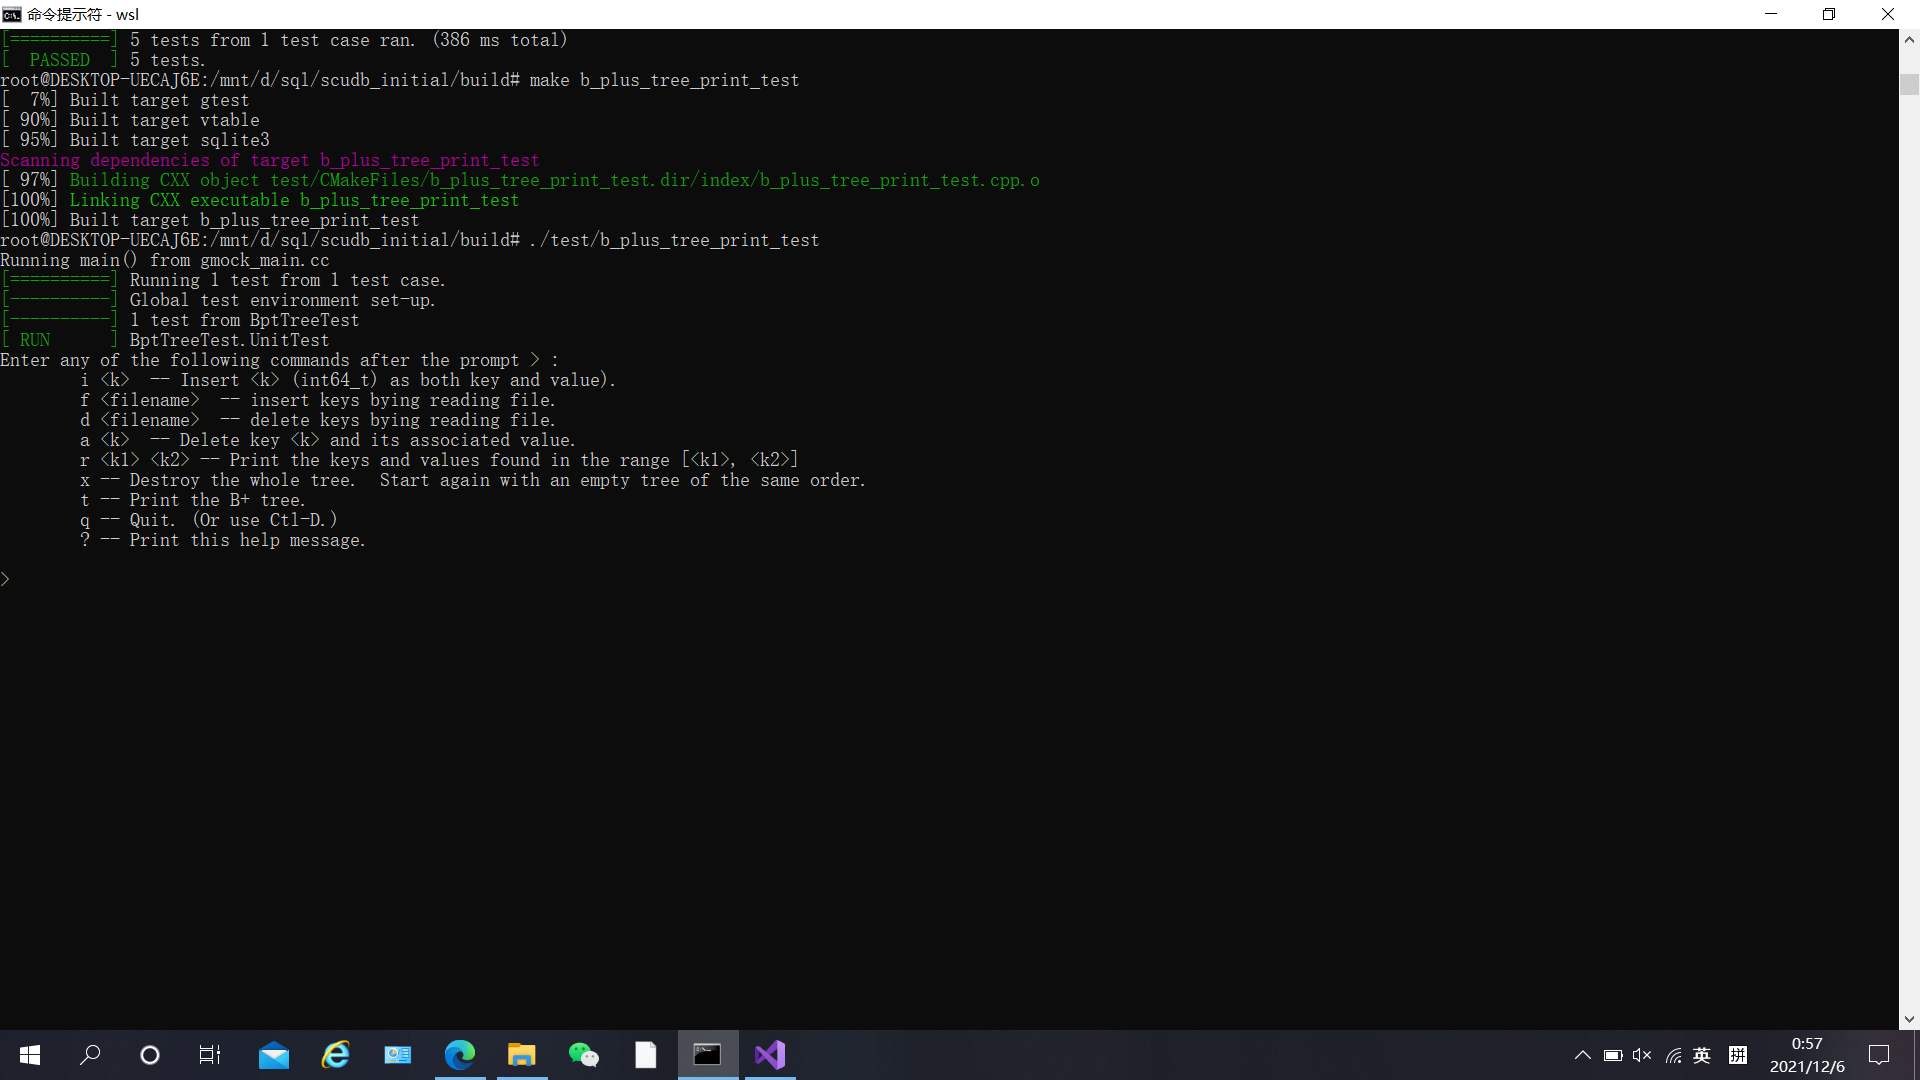 命令提示符 - wsl
[==========] 5 tests from 1 test case ran. (386 ms total)
[  PASSED  ] 5 tests.
root@DESKTOP-UECAJ6E:/mnt/d/sql/scudb_initial/build# make b_plus_tree_print_test
[  7%] Built target gtest
[ 90%] Built target vtable
[ 95%] Built target sqlite3
Scanning dependencies of target b_plus_tree_print_test
[ 97%] Building CXX object test/CMakeFiles/b_plus_tree_print_test.dir/index/b_plus_tree_print_test.cpp.o
[100%] Linking CXX executable b_plus_tree_print_test
[100%] Built target b_plus_tree_print_test
root@DESKTOP-UECAJ6E:/mnt/d/sql/scudb_initial/build# ./test/b_plus_tree_print_test
Running main() from gmock_main.cc
[==========] Running 1 test from 1 test case.
[----------] Global test environment set-up.
[----------] 1 test from BptTreeTest
[ RUN      ] BptTreeTest.UnitTest
Enter any of the following commands after the prompt > :
i <k>  -- Insert <k> (int64_t) as both key and value).
f <filename>  -- insert keys bying reading file.
d <filename>  -- delete keys bying reading file.
a <k>  -- Delete key <k> and its associated value.
r <k1> <k2> -- Print the keys and values found in the range [<k1>, <k2>]
x -- Destroy the whole tree.  Start again with an empty tree of the same order.
t -- Print the B+ tree.
q -- Quit. (Or use Ctl-D.)
? -- Print this help message.
>
英
拼
0:57
2021/12/6